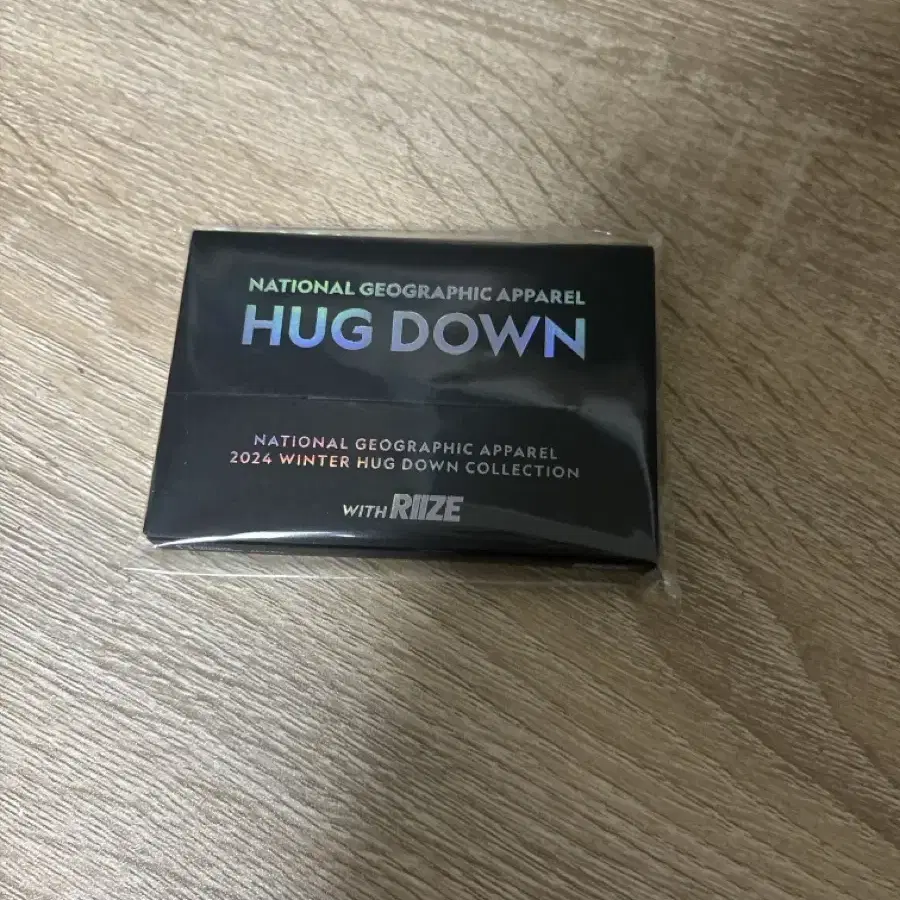 NATIONAL GEOGRAPHIC APPAREL
HUG DOWN
NATIONAL GEOGRAPHIC APPAREL
2024 WINTER HUG DOWN COLLECTION
WITH RIIZE